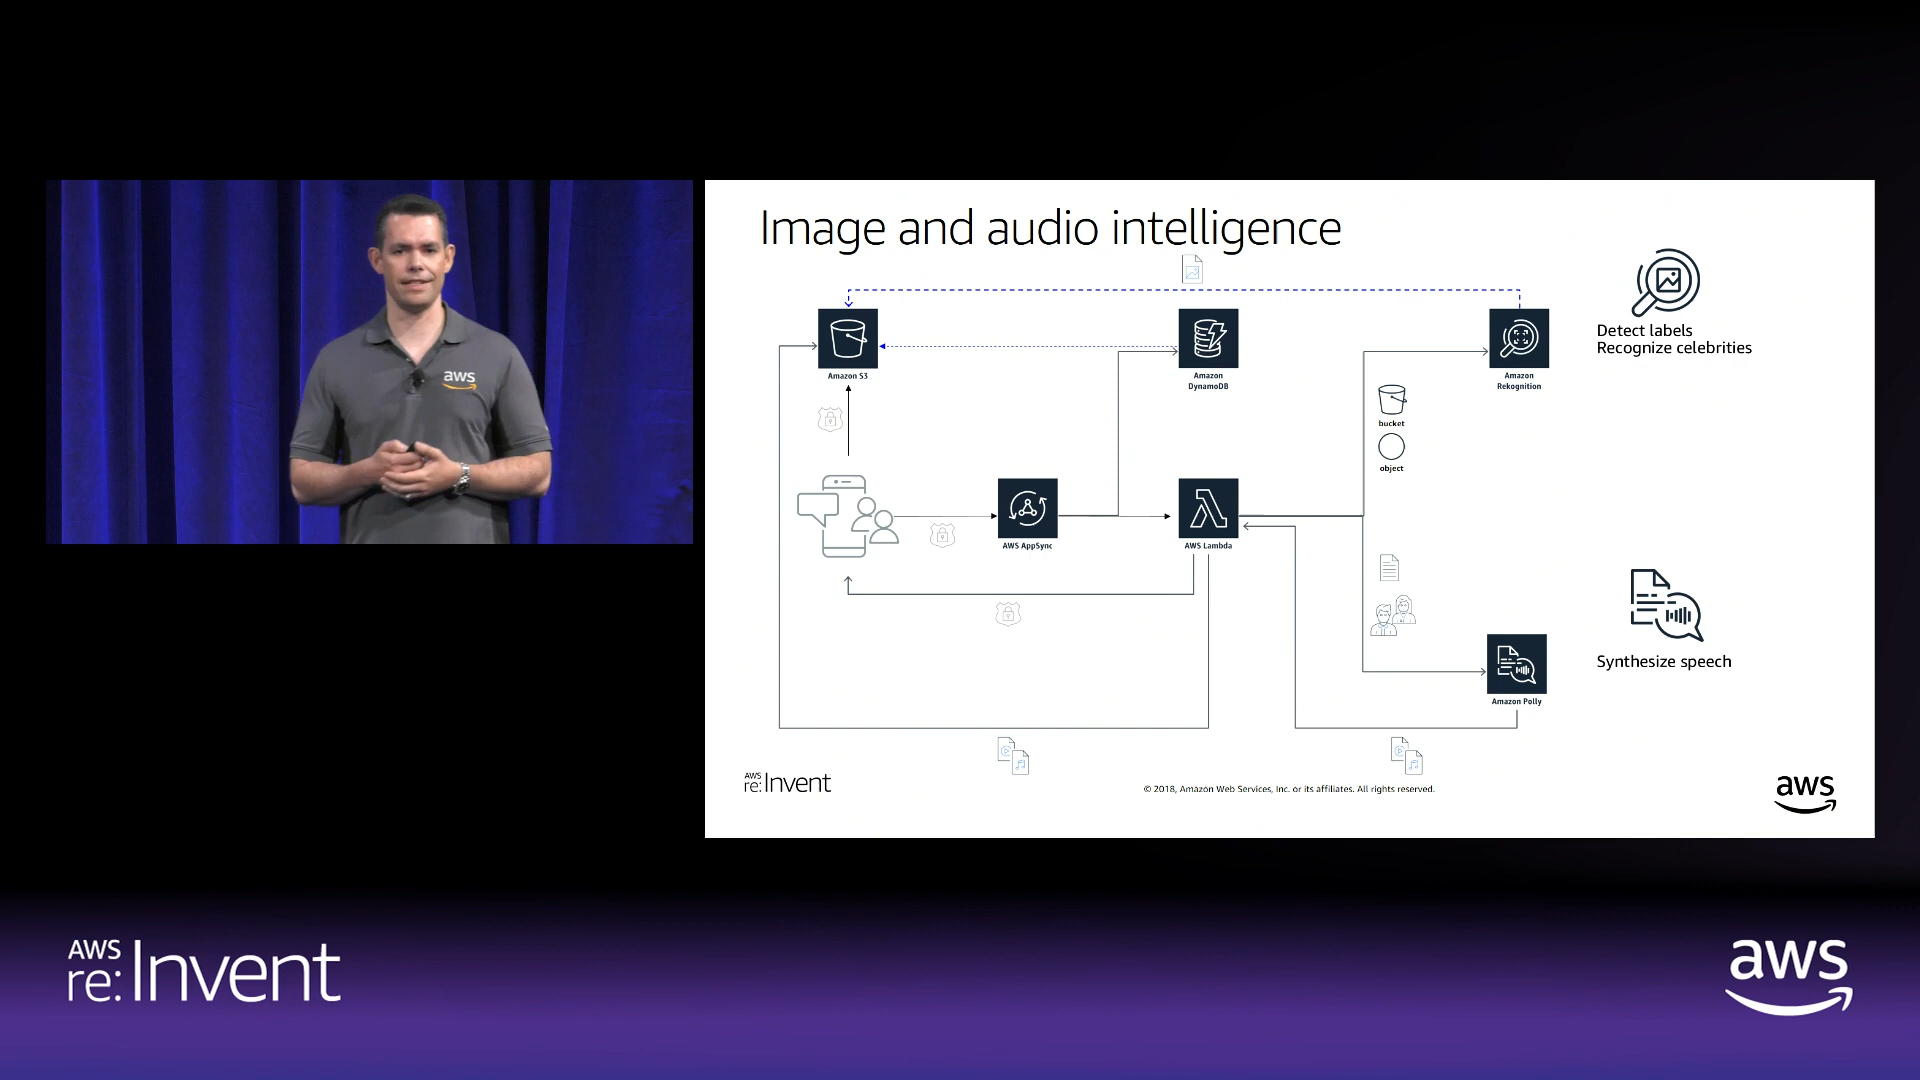 aws
Image and audio intelligence
Detect labels
Recognize celebrities
Amazon S3
Amazon
DynamoDB
Amazon
Rekognition
bucket
object
AWS AppSync
AWS Lambda
Synthesize speech
Amazon Polly
AWS
re:Invent
© 2018, Amazon Web Services, Inc. or its affiliates. All rights reserved.
aws
AWS
re:Invent
aws